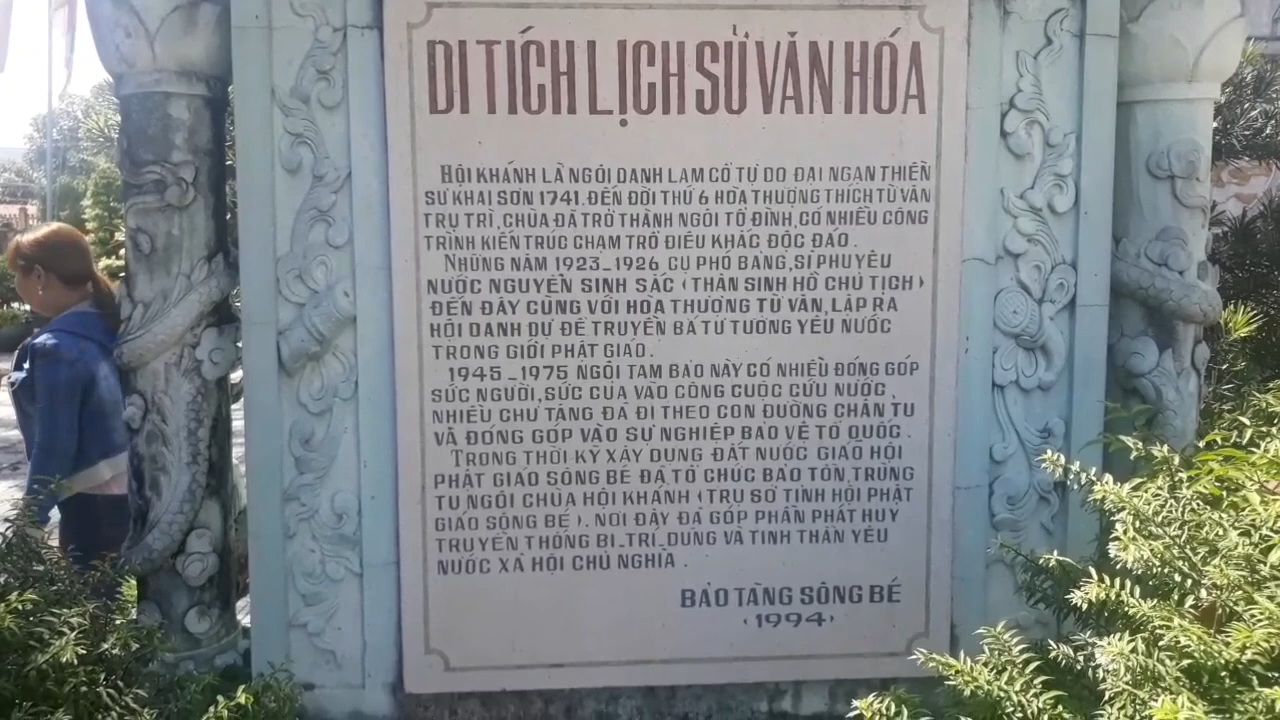 DI TÍCH LỊCH SỬ VĂN HÓA
HỘI KHÁNH LÀ NGÔI DANH LAM CỔ TỰ DO ĐẠI NGẠN THIỀN
SƯ KHAI SƠN 1741. ĐẾN ĐỜI THỨ 6 HÒA THƯỢNG THÍCH TỪ VĂN
TRỤ TRÌ, CHÙA ĐÃ TRỞ THÀNH NGÔI TỔ ĐÌNH, CÓ NHIỀU CÔNG
TRÌNH KIẾN TRÚC CHẠM TRỔ ĐIÊU KHẮC ĐỘC ĐÁO.
NHỮNG NĂM 1923-1926 CỤ PHÓ BẢNG, SĨ PHU YÊU
NƯỚC NGUYỄN SINH SẮC (THÂN SINH HỒ CHỦ TỊCH)
ĐẾN ĐÂY CÙNG VỚI HÒA THƯỢNG TỪ VĂN, LẬP RA
HỘI DANH DỰ ĐỂ TRUYỀN BÁ TƯ TƯỞNG YÊU NƯỚC
TRONG GIỚI PHẬT GIÁO.
1945-1975 NGÔI TAM BẢO NÀY CÓ NHIỀU ĐÓNG GÓP
SỨC NGƯỜI, SỨC CỦA VÀO CÔNG CUỘC CỨU NƯỚC,
NHIỀU CHƯ TĂNG ĐÃ ĐI THEO CON ĐƯỜNG CHÂN TU
VÀ ĐÓNG GÓP VÀO SỰ NGHIỆP BẢO VỆ TỔ QUỐC.
TRONG THỜI KỲ XÂY DỰNG ĐẤT NƯỚC GIÁO HỘI
PHẬT GIÁO SÔNG BÉ ĐÃ TỔ CHỨC BẢO TỒN, TRÙNG
TU NGÔI CHÙA HỘI KHÁNH (TRỤ SỞ TỈNH HỘI PHẬT
GIÁO SÔNG BÉ). NƠI ĐÂY ĐÃ GÓP PHẦN PHÁT HUY
TRUYỀN THỐNG BI-TRÍ-DŨNG VÀ TINH THẦN YÊU
NƯỚC XÃ HỘI CHỦ NGHĨA.
BẢO TÀNG SÔNG BÉ
(1994)